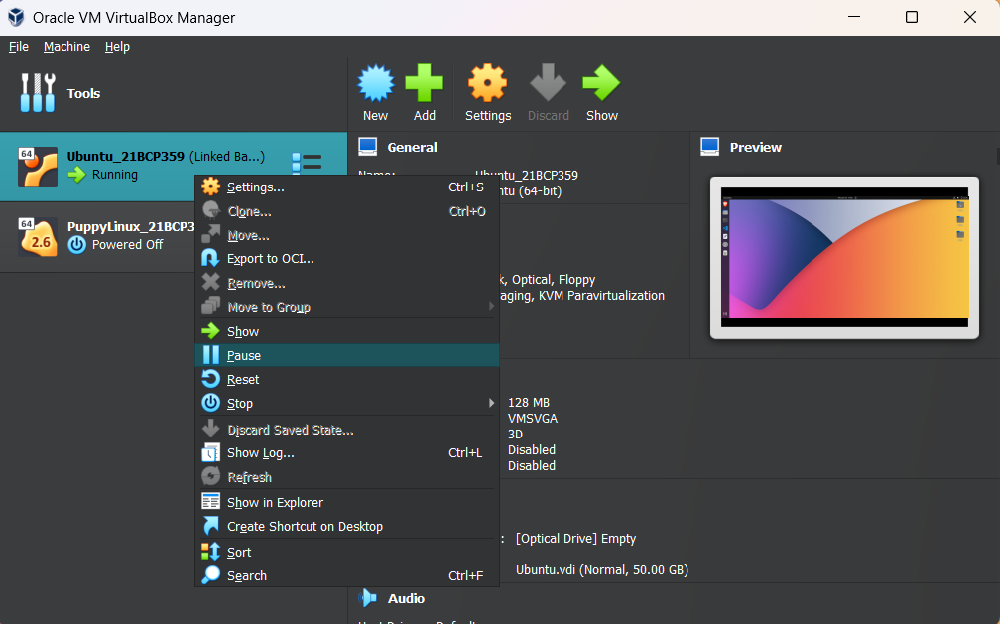 Oracle VM VirtualBox Manager
File Machine Help
Tools
New Add Settings Discard Show
64
Ubuntu_21BCP359 (Linked Ba...)
Running
64
2.6
PuppyLinux_21BCP3
Powered Off
Settings... Ctrl+S
Clone... Ctrl+O
Move...
Export to OCI...
Remove...
Move to Group
Show
Pause
Reset
Stop
Discard Saved State...
Show Log... Ctrl+L
Refresh
Show in Explorer
Create Shortcut on Desktop
Sort
Search Ctrl+F
General
Name: Ubuntu_21BCP359
ntu (64-bit)
k, Optical, Floppy
aging, KVM Paravirtualization
128 MB
VMSVGA
3D
Disabled
Disabled
: [Optical Drive] Empty
Ubuntu.vdi (Normal, 50.00 GB)
Audio
Preview